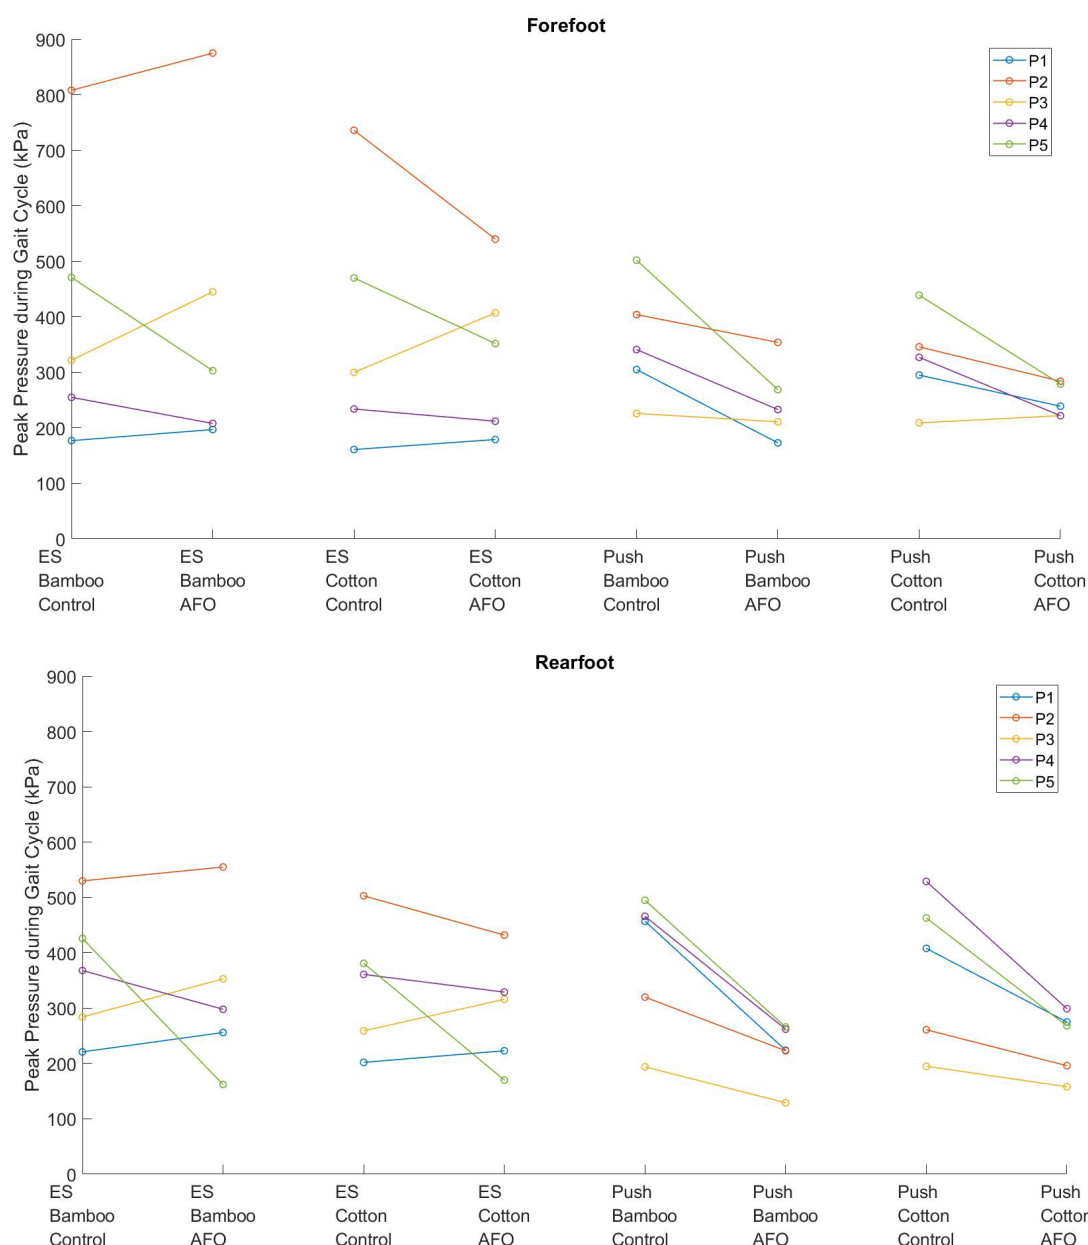 Forefoot
Peak Pressure during Gait Cycle (kPa)
900
800
700
600
500
400
300
200
100
0
P1
P2
P3
P4
P5
ES Bamboo Control
ES Bamboo AFO
ES Cotton Control
ES Cotton AFO
Push Bamboo Control
Push Bamboo AFO
Push Cotton Control
Push Cotton AFO
Rearfoot
Peak Pressure during Gait Cycle (kPa)
900
800
700
600
500
400
300
200
100
0
P1
P2
P3
P4
P5
ES Bamboo Control
ES Bamboo AFO
ES Cotton Control
ES Cotton AFO
Push Bamboo Control
Push Bamboo AFO
Push Cotton Control
Push Cotton AFO